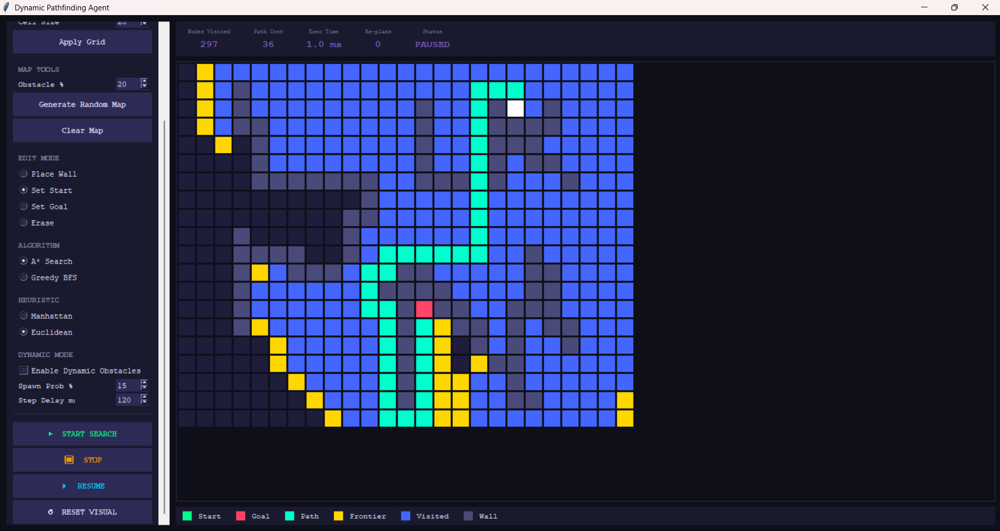 Dynamic Pathfinding Agent
Cell Size 20
Apply Grid
MAP TOOLS
Obstacle % 20
Generate Random Map
Clear Map
EDIT MODE
Place Wall
Set Start
Set Goal
Erase
ALGORITHM
A* Search
Greedy BFS
HEURISTIC
Manhattan
Euclidean
DYNAMIC MODE
Enable Dynamic Obstacles
Spawn Prob % 15
Step Delay ms 120
START SEARCH
STOP
RESUME
RESET VISUAL
Nodes Visited Path Cost Exec Time Re-plans Status
297 36 1.0 ms 0 PAUSED
Start Goal Path Frontier Visited Wall